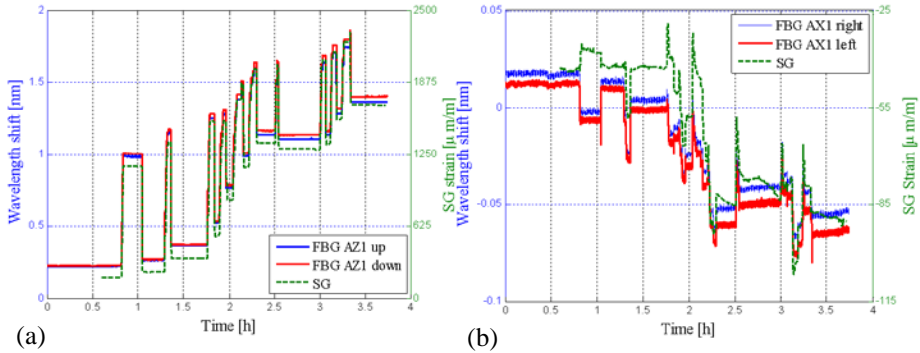 2
2500
Wavelength shift [nm]
1.5
1875
1
1250
SG strain [µ m/m]
0.5
625
FBG AZ1 up
FBG AZ1 down
SG
0
0
0 0.5 1 1.5 2 2.5 3 3.5 4
Time [h]
(a)
0.05
-25
FBG AX1 right
FBG AX1 left
SG
Wavelength shift [nm]
0
-55
SG Strain [µ m/m]
-0.05
-85
-0.1
-115
0 0.5 1 1.5 2 2.5 3 3.5 4
Time [h]
(b)